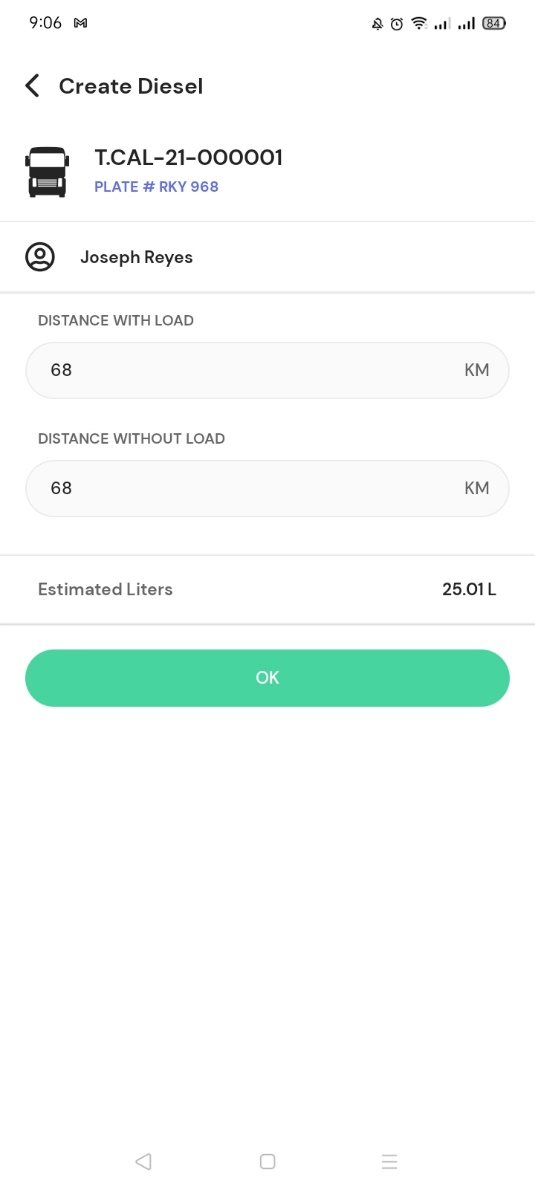 9:06
84
Create Diesel
T.CAL-21-000001
PLATE # RKY 968
Joseph Reyes
DISTANCE WITH LOAD
68 KM
DISTANCE WITHOUT LOAD
68 KM
Estimated Liters 25.01 L
OK